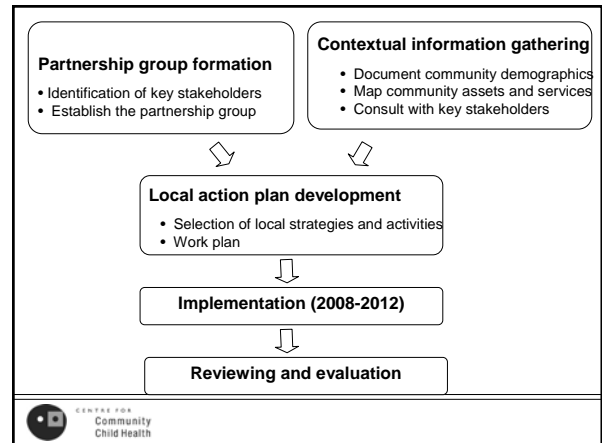 Partnership group formation
• Identification of key stakeholders
• Establish the partnership group
Contextual information gathering
• Document community demographics
• Map community assets and services
• Consult with key stakeholders
Local action plan development
• Selection of local strategies and activities
• Work plan
Implementation (2008-2012)
Reviewing and evaluation
CENTRE FOR
Community
Child Health